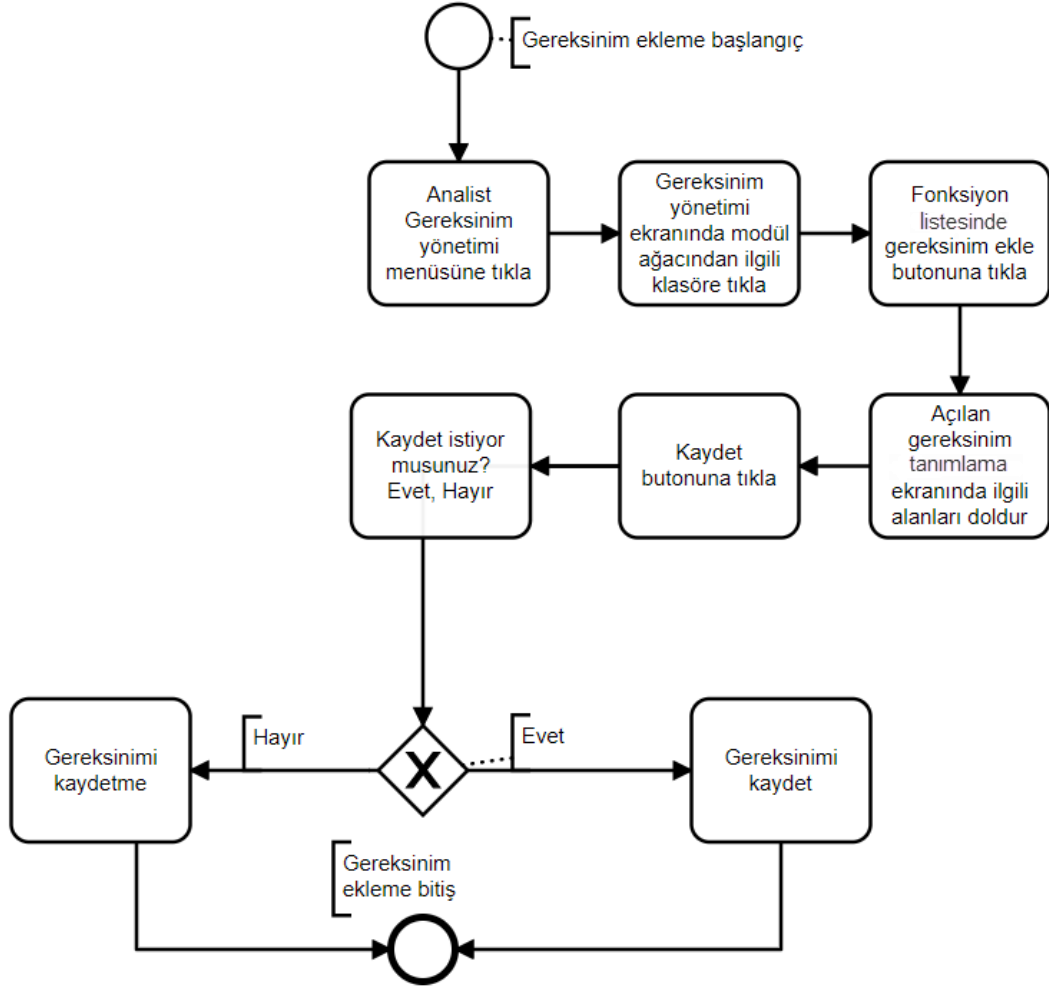 Gereksinim ekleme başlangıç
Analist
Gereksinim
yönetimi
menüsüne tıkla
Gereksinim
yönetimi
ekranında modül
ağacından ilgili
klasöre tıkla
Fonksiyon
listesinde
gereksinim ekle
butonuna tıkla
Açılan
gereksinim
tanımlama
ekranında ilgili
alanları doldur
Kaydet
butonuna tıkla
Kaydet istiyor
musunuz?
Evet, Hayır
Hayır
Evet
X
Gereksinimi
kaydetme
Gereksinimi
kaydet
Gereksinim
ekleme bitiş